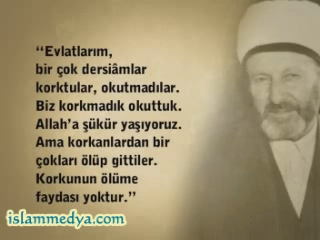 “Evlatlarım,
bir çok dersiâmlar
korktular, okutmadılar.
Biz korkmadık okuttuk.
Allah’a şükür yaşıyoruz.
Ama korkanlardan bir
çokları ölüp gittiler.
Korkunun ölüme
faydası yoktur.”
islammedya.com